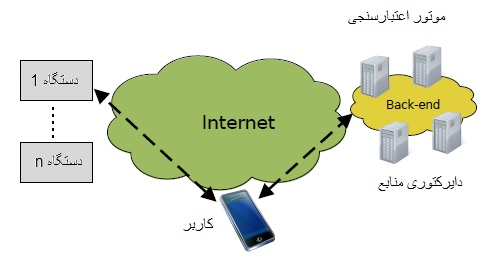 موتور اعتبارسنجی
دستگاه 1
Internet
Back-end
دستگاه n
دایرکتوری منابع
کاربر